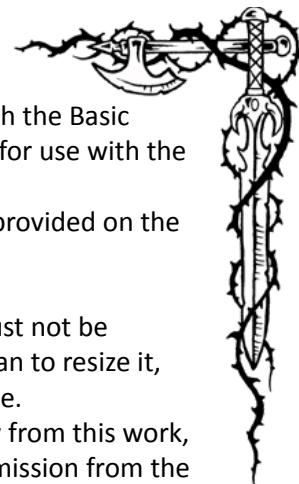 h the Basic
for use with the
provided on the
ust not be
an to resize it,
e.
from this work,
mission from the